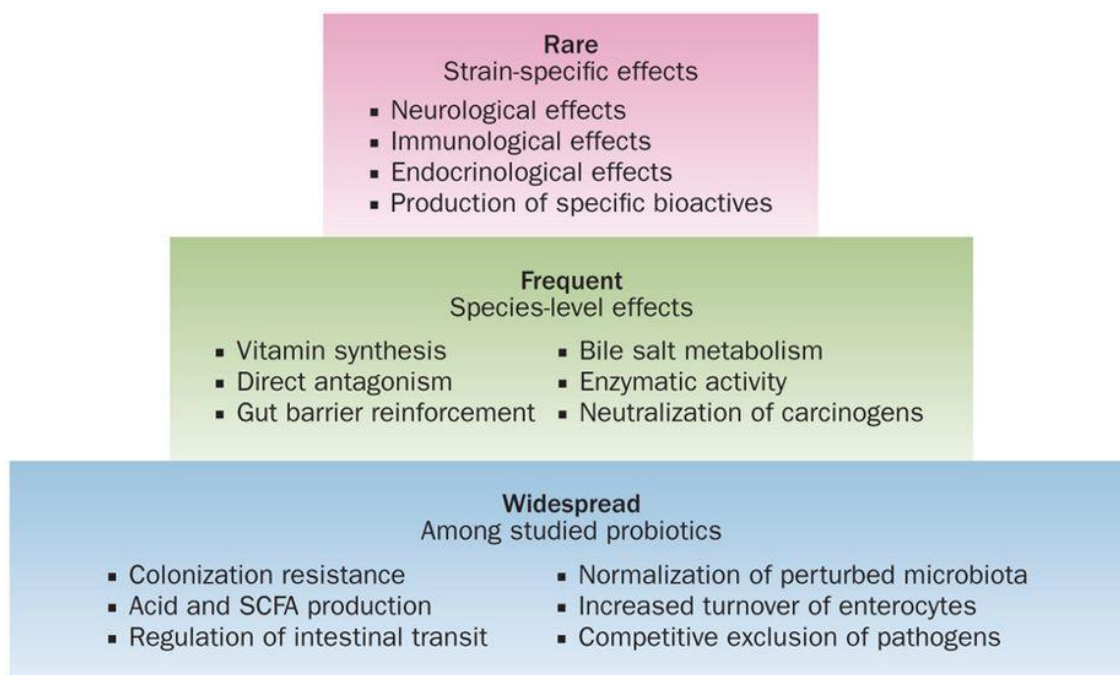 Rare
Strain-specific effects
▪ Neurological effects
▪ Immunological effects
▪ Endocrinological effects
▪ Production of specific bioactives
Frequent
Species-level effects
▪ Vitamin synthesis
▪ Direct antagonism
▪ Gut barrier reinforcement
▪ Bile salt metabolism
▪ Enzymatic activity
▪ Neutralization of carcinogens
Widespread
Among studied probiotics
▪ Colonization resistance
▪ Acid and SCFA production
▪ Regulation of intestinal transit
▪ Normalization of perturbed microbiota
▪ Increased turnover of enterocytes
▪ Competitive exclusion of pathogens